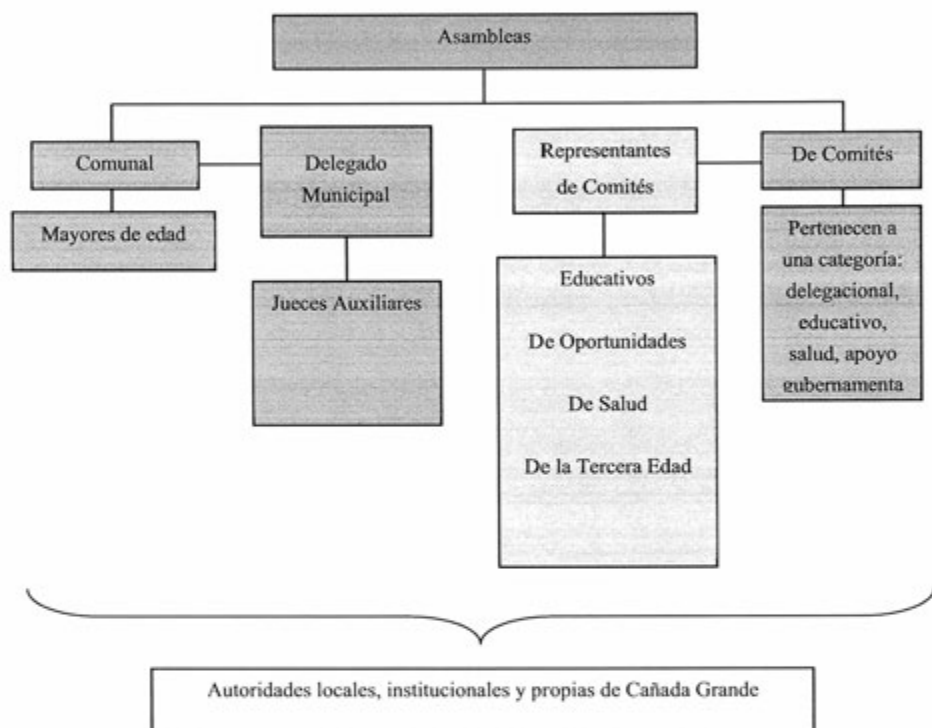 Asambleas
Comunal
Delegado
Municipal
Representantes
de Comités
De Comités
Mayores de edad
Jueces Auxiliares
Educativos
De Oportunidades
De Salud
De la Tercera Edad
Pertenecen a
una categoría:
delegacional,
educativo,
salud, apoyo
gubernamenta
Autoridades locales, institucionales y propias de Cañada Grande